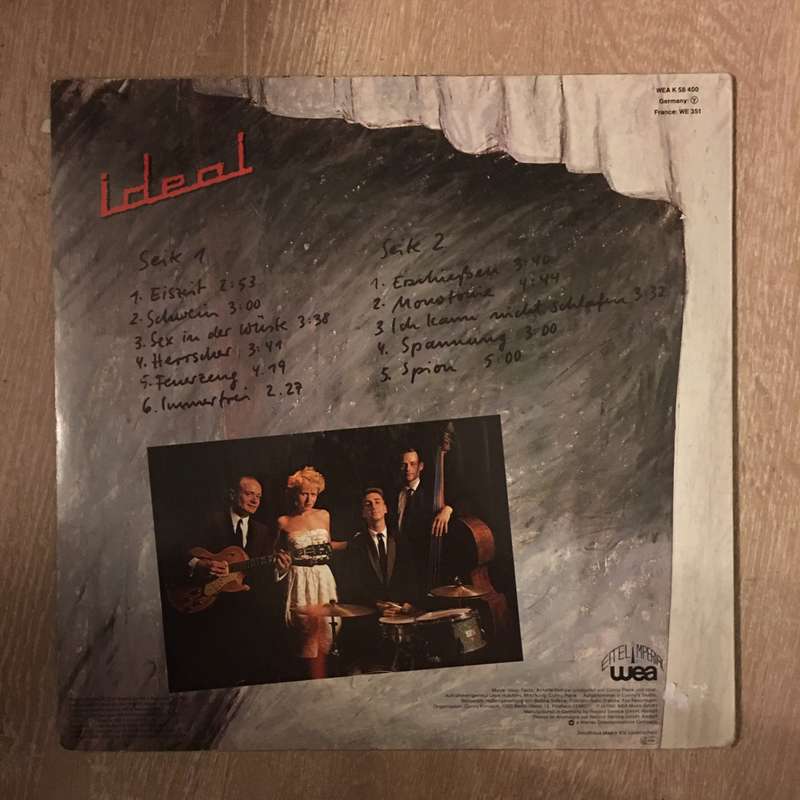 WEA K 58 400
Germany: Y
France: WE 351
ideal
Seite 1
1. Eiszeit 2:53
2. Schwein 3:00
3. Sex in der Wüste 3:38
4. Herrscher 3:41
5. Feuerzeug 4.19
6. Immerfrei 2.27
Seite 2
1. Erschießen 3:40
2. Monotonie 4:44
3 Ich kann nicht schlafen 3:32
4. Spannung 3:00
5. Spion 5:00
EITEL IMPERIAL
wea